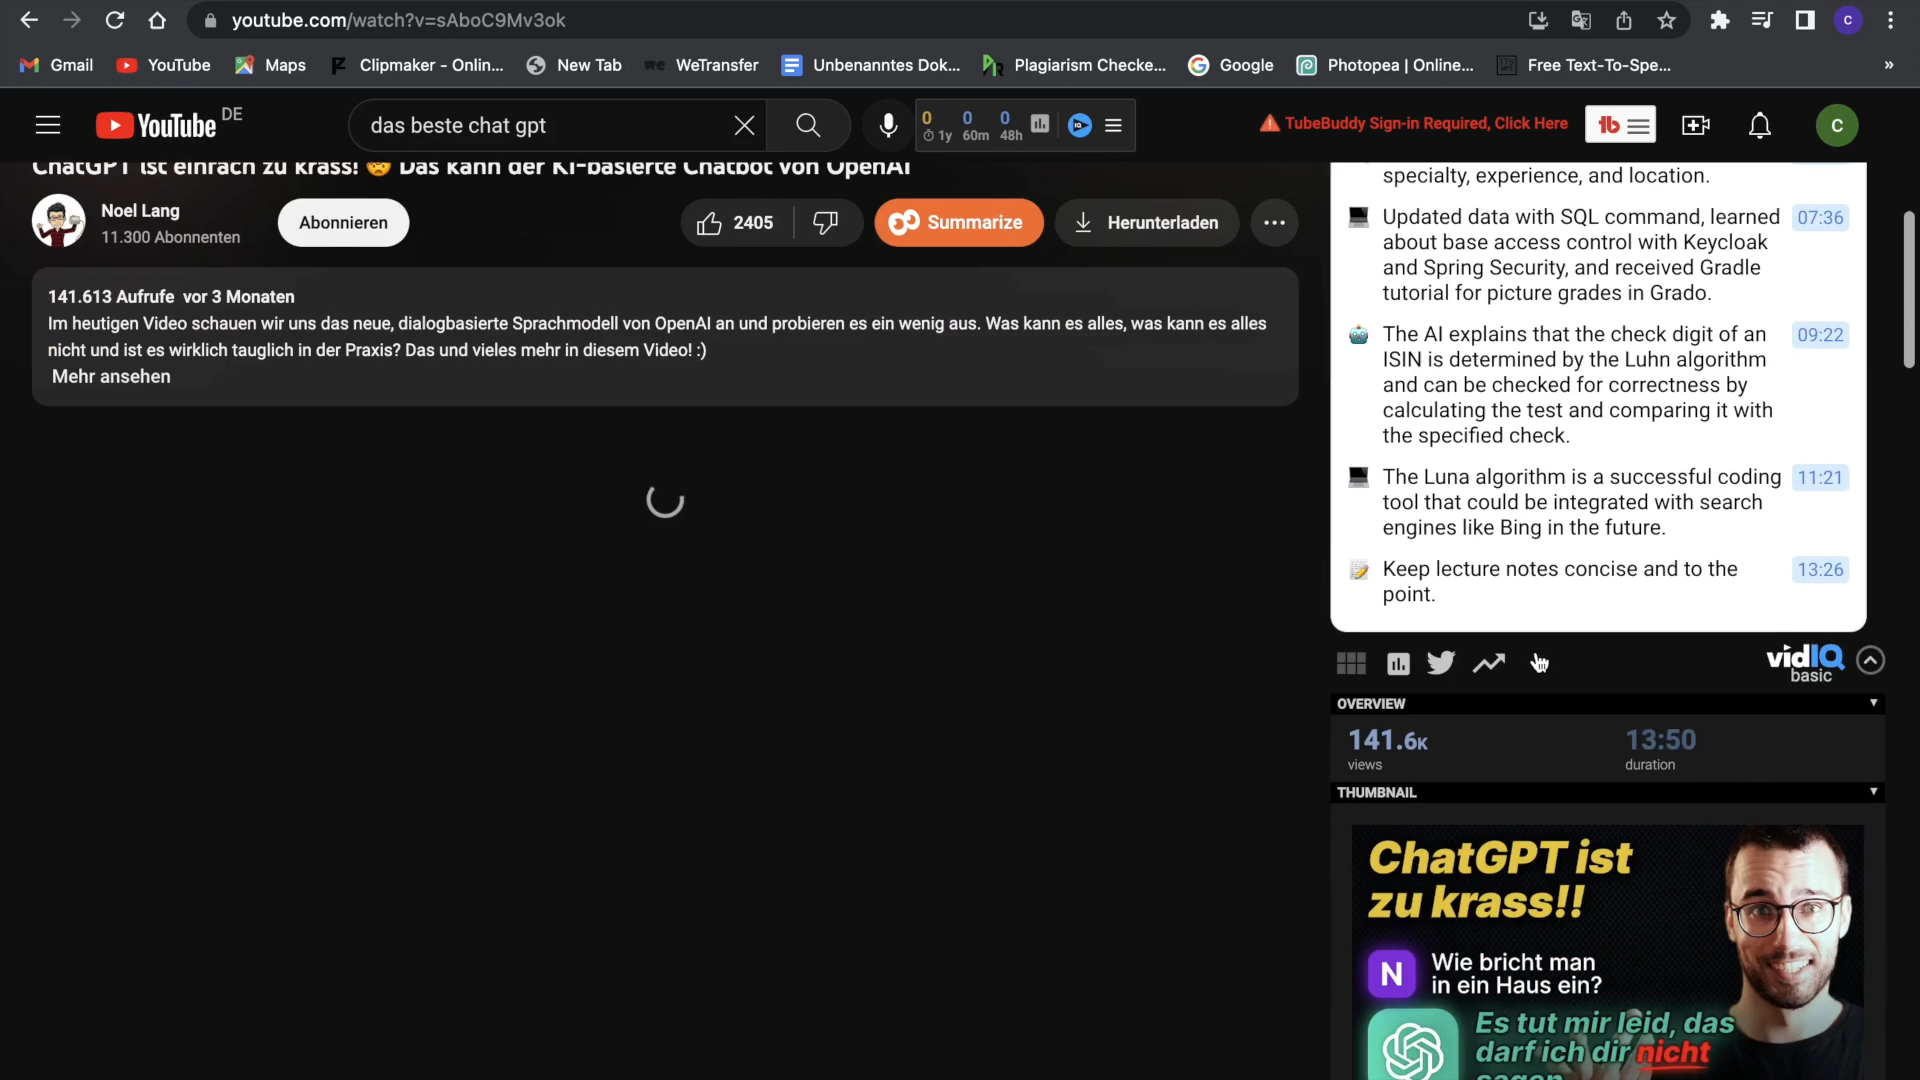 youtube.com/watch?v=sAboC9Mv3ok
C
Gmail YouTube Maps Clipmaker - Onlin... New Tab WeTransfer Unbenanntes Dok... Plagiarism Checke... Google Photopea | Online... Free Text-To-Spe... »
YouTube DE
das beste chat gpt
0 0 0
1y 60m 48h
TubeBuddy Sign-in Required, Click Here
tb
C
ChatGPT ist einfach zu krass! 🤯 Das kann der KI-basierte Chatbot von OpenAI
Noel Lang
11.300 Abonnenten
Abonnieren
2405
Summarize
Herunterladen
141.613 Aufrufe vor 3 Monaten
Im heutigen Video schauen wir uns das neue, dialogbasierte Sprachmodell von OpenAI an und probieren es ein wenig aus. Was kann es alles, was kann es alles
nicht und ist es wirklich tauglich in der Praxis? Das und vieles mehr in diesem Video! :)
Mehr ansehen
specialty, experience, and location.
Updated data with SQL command, learned 07:36
about base access control with Keycloak
and Spring Security, and received Gradle
tutorial for picture grades in Grado.
The AI explains that the check digit of an 09:22
ISIN is determined by the Luhn algorithm
and can be checked for correctness by
calculating the test and comparing it with
the specified check.
The Luna algorithm is a successful coding 11:21
tool that could be integrated with search
engines like Bing in the future.
Keep lecture notes concise and to the 13:26
point.
vidIQ
basic
OVERVIEW
141.6K 13:50
views duration
THUMBNAIL
ChatGPT ist
zu krass!!
N
Wie bricht man
in ein Haus ein?
Es tut mir leid, das
darf ich dir nicht
sagen